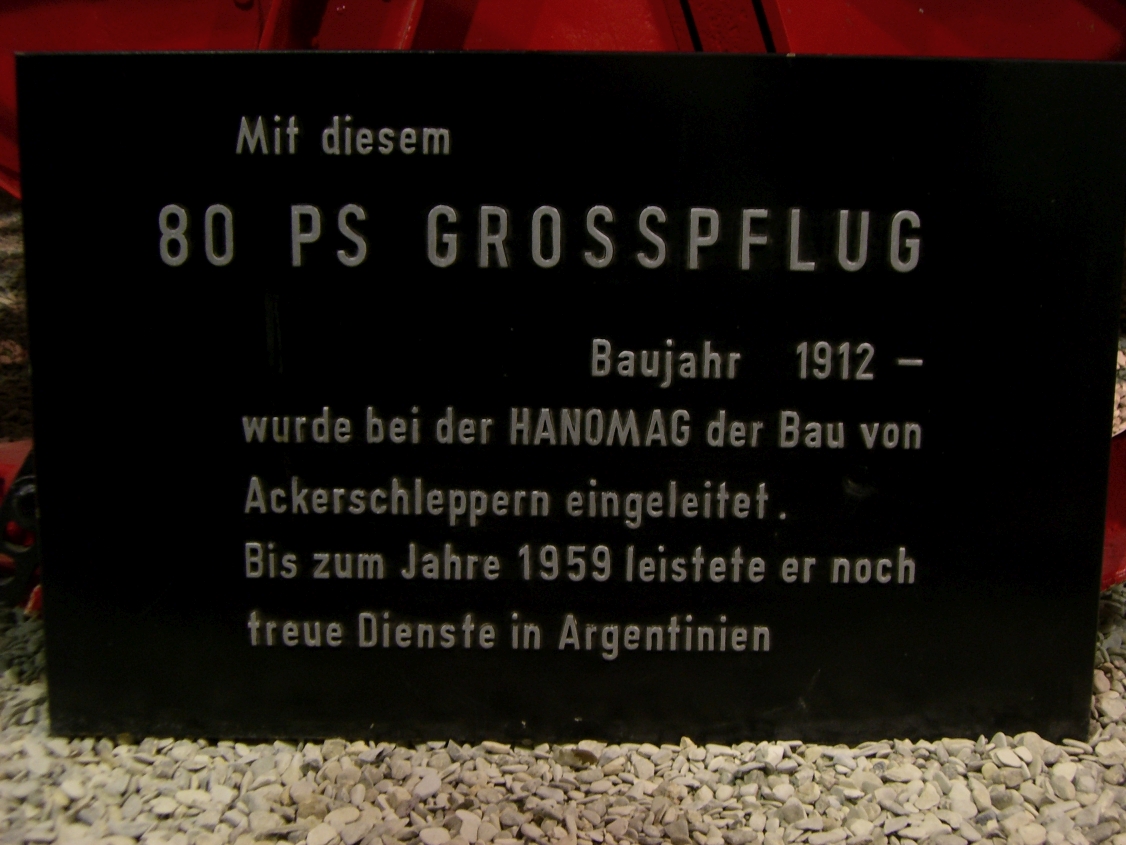 Mit diesem
80 PS GROSSPFLUG
Baujahr 1912 –
wurde bei der HANOMAG der Bau von
Ackerschleppern eingeleitet.
Bis zum Jahre 1959 leistete er noch
treue Dienste in Argentinien